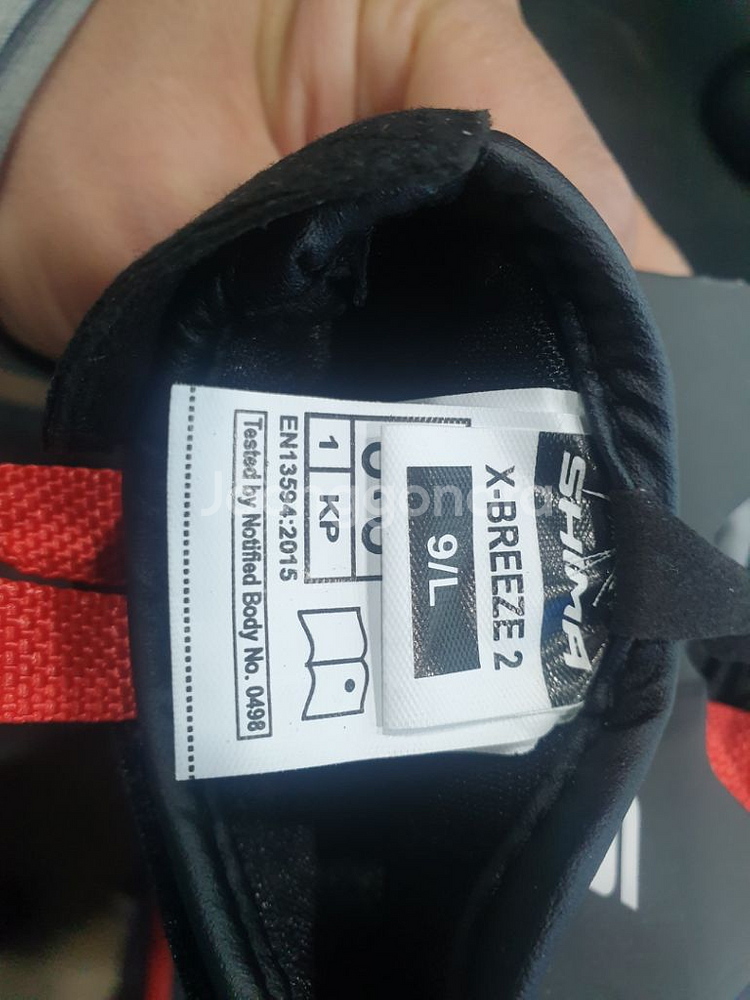 SHIMA
X-BREEZE 2
9/L
1 KP
EN13594:2015
Tested by Notified Body No. 0498